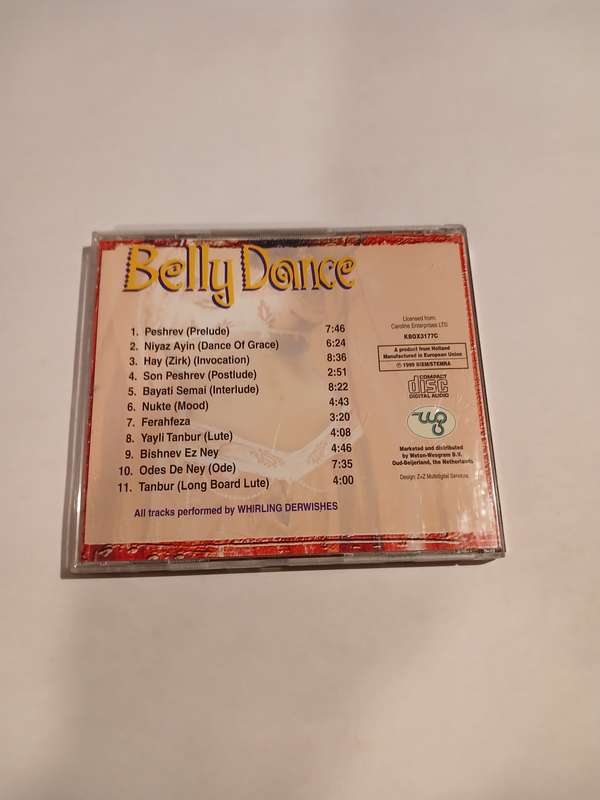 Belly Dance
1. Peshrev (Prelude) 7:46
2. Niyaz Ayin (Dance Of Grace) 6:24
3. Hay (Zirk) (Invocation) 8:36
4. Son Peshrev (Postlude) 2:51
5. Bayati Semai (Interlude) 8:22
6. Nukte (Mood) 4:43
7. Ferahfeza 3:20
8. Yayli Tanbur (Lute) 4:08
9. Bishnev Ez Ney 4:46
10. Odes De Ney (Ode) 7:35
11. Tanbur (Long Board Lute) 4:00
All tracks performed by WHIRLING DERWISHES
Licensed from:
Caroline Enterprises LTD.
KBOX3177C
A product from Holland
Manufactured in European Union
© 1999 BIEM/STEMRA
COMPACT
disc
DIGITAL AUDIO
wg
Marketed and distributed
by Weton-Wesgram B.V.
Oud-Beijerland, the Netherlands
Design: Z+Z Multidigital Services